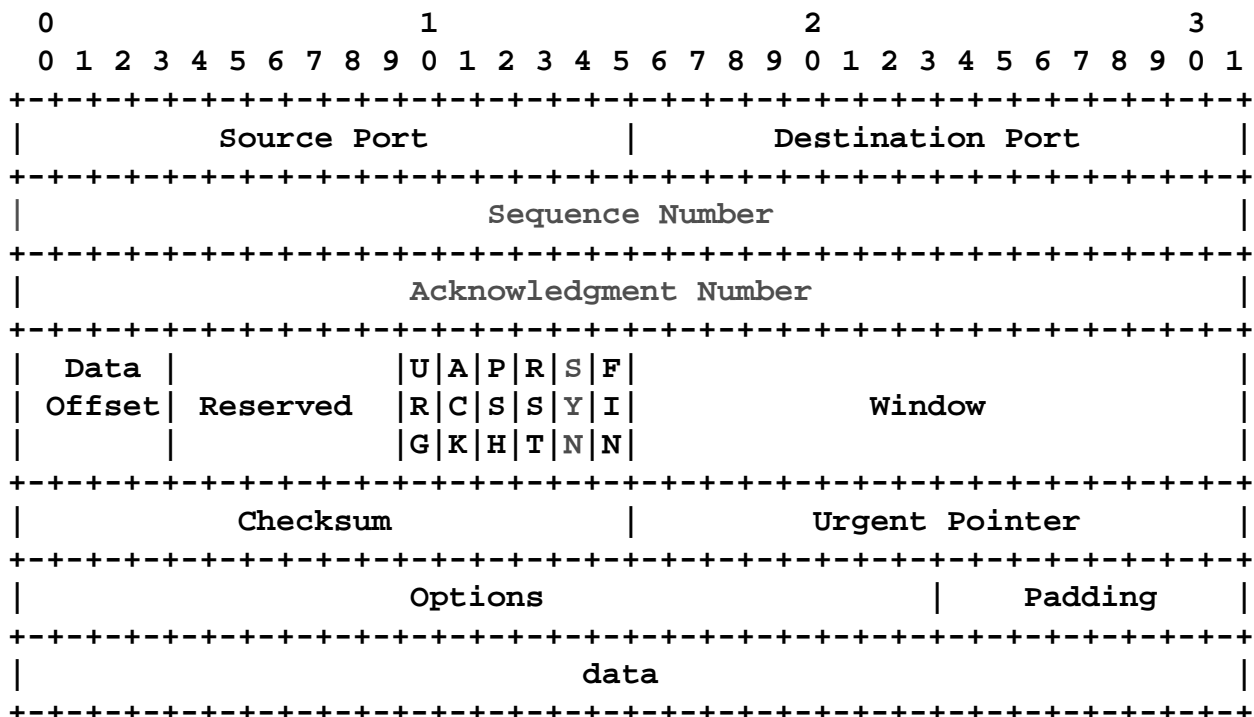 0                   1                   2                   3
 0 1 2 3 4 5 6 7 8 9 0 1 2 3 4 5 6 7 8 9 0 1 2 3 4 5 6 7 8 9 0 1
+-+-+-+-+-+-+-+-+-+-+-+-+-+-+-+-+-+-+-+-+-+-+-+-+-+-+-+-+-+-+-+-+
|          Source Port          |       Destination Port        |
+-+-+-+-+-+-+-+-+-+-+-+-+-+-+-+-+-+-+-+-+-+-+-+-+-+-+-+-+-+-+-+-+
|                        Sequence Number                        |
+-+-+-+-+-+-+-+-+-+-+-+-+-+-+-+-+-+-+-+-+-+-+-+-+-+-+-+-+-+-+-+-+
|                    Acknowledgment Number                      |
+-+-+-+-+-+-+-+-+-+-+-+-+-+-+-+-+-+-+-+-+-+-+-+-+-+-+-+-+-+-+-+-+
|  Data |           |U|A|P|R|S|F|                               |
| Offset| Reserved  |R|C|S|S|Y|I|            Window             |
|       |           |G|K|H|T|N|N|                               |
+-+-+-+-+-+-+-+-+-+-+-+-+-+-+-+-+-+-+-+-+-+-+-+-+-+-+-+-+-+-+-+-+
|           Checksum            |         Urgent Pointer        |
+-+-+-+-+-+-+-+-+-+-+-+-+-+-+-+-+-+-+-+-+-+-+-+-+-+-+-+-+-+-+-+-+
|                    Options                    |    Padding    |
+-+-+-+-+-+-+-+-+-+-+-+-+-+-+-+-+-+-+-+-+-+-+-+-+-+-+-+-+-+-+-+-+
|                             data                              |
+-+-+-+-+-+-+-+-+-+-+-+-+-+-+-+-+-+-+-+-+-+-+-+-+-+-+-+-+-+-+-+-+